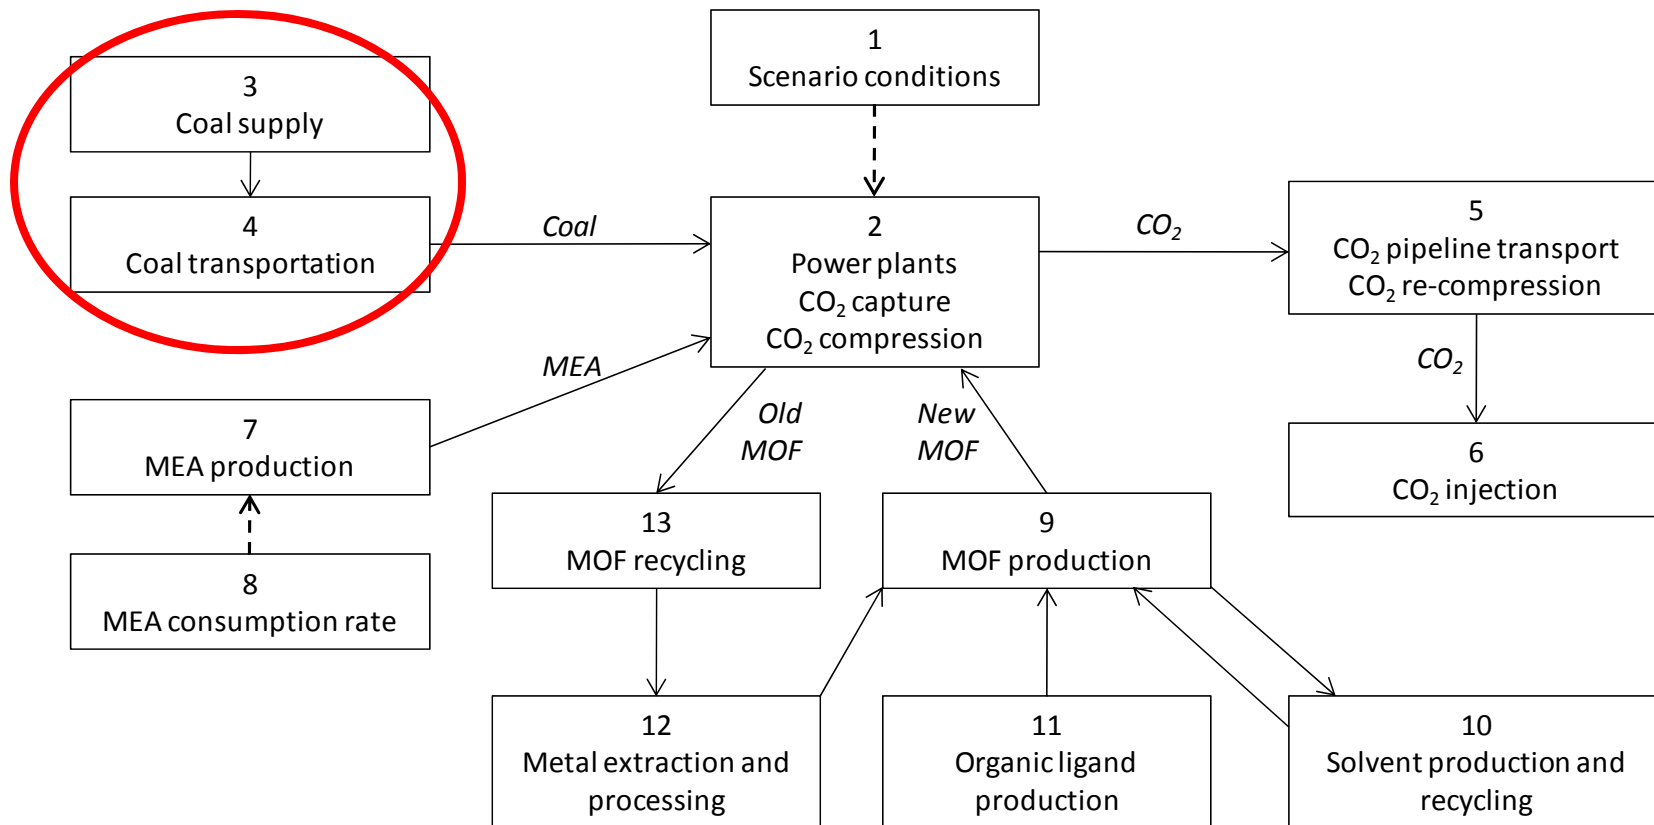 1
Scenario conditions
3
Coal supply
4
Coal transportation
Coal
2
Power plants
CO₂ capture
CO₂ compression
CO₂
5
CO₂ pipeline transport
CO₂ re-compression
CO₂
6
CO₂ injection
MEA
7
MEA production
8
MEA consumption rate
Old
MOF
New
MOF
13
MOF recycling
9
MOF production
12
Metal extraction and
processing
11
Organic ligand
production
10
Solvent production and
recycling